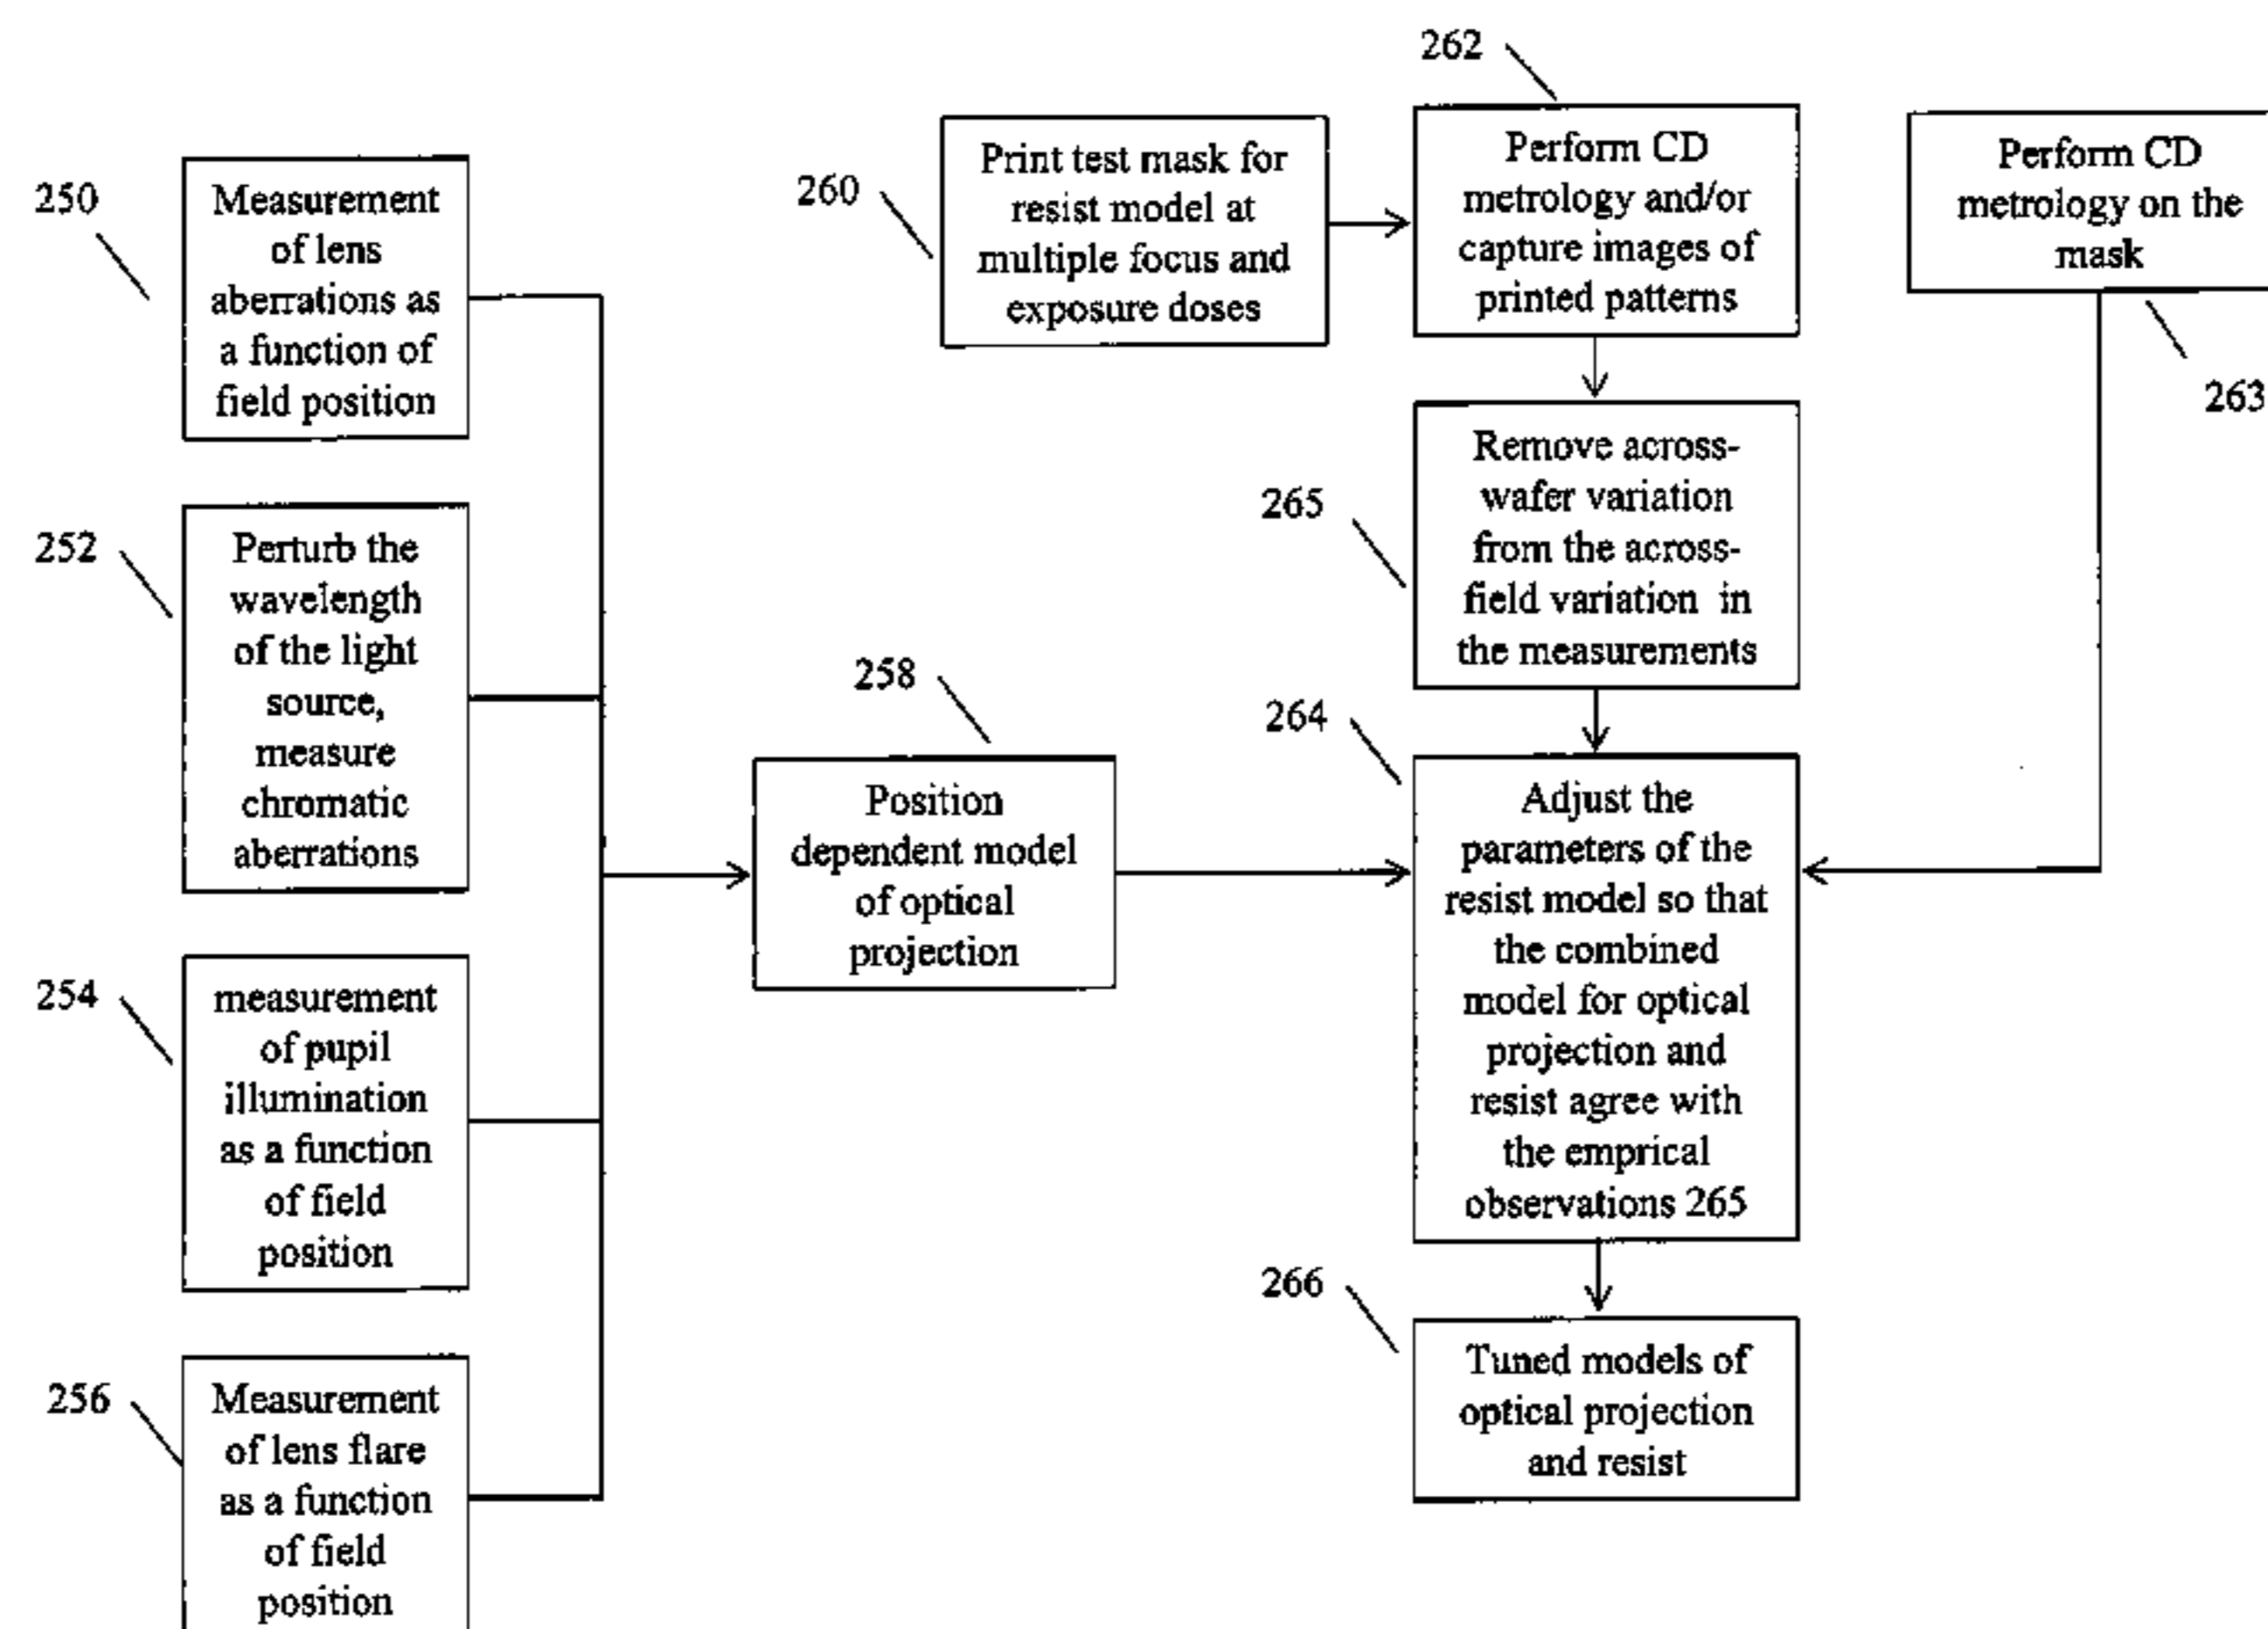 250
Measurement
of lens
aberrations as
a function of
field position
252
Perturb the
wavelength
of the light
source,
measure
chromatic
aberrations
254
measurement
of pupil
illumination
as a function
of field
position
256
Measurement
of lens flare
as a function
of field
position
258
Position
dependent model
of optical
projection
260
Print test mask for
resist model at
multiple focus and
exposure doses
262
Perform CD
metrology and/or
capture images of
printed patterns
Perform CD
metrology on the
mask
263
265
Remove across-
wafer variation
from the across-
field variation in
the measurements
264
Adjust the
parameters of the
resist model so that
the combined
model for optical
projection and
resist agree with
the emprical
observations 265
266
Tuned models of
optical projection
and resist